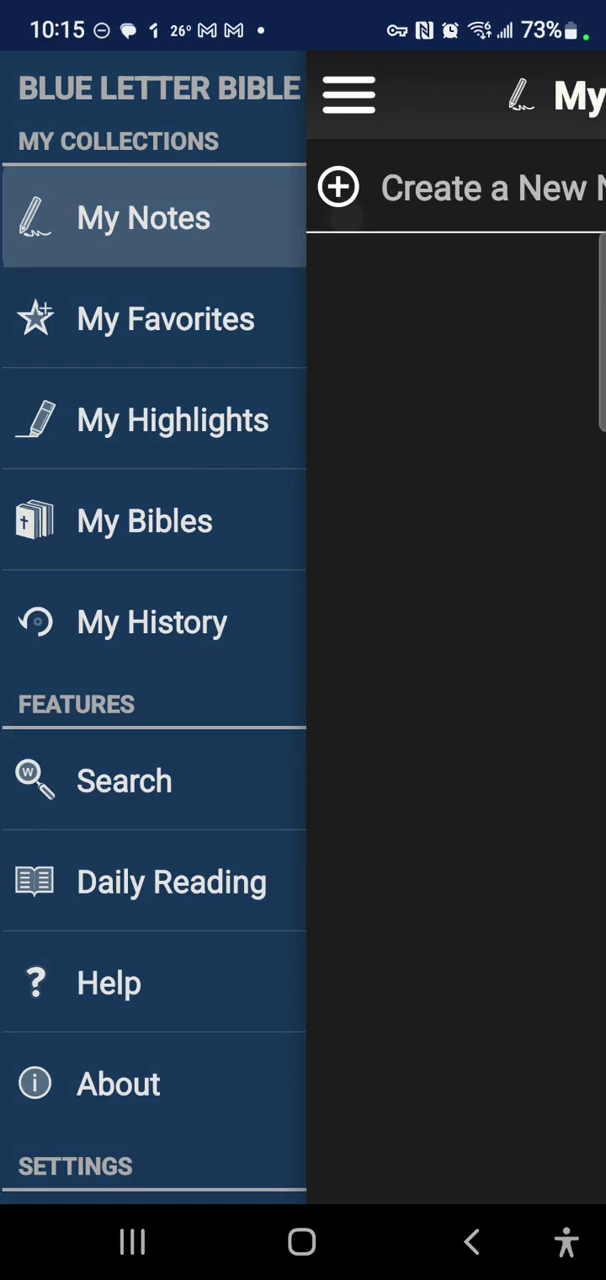 10:15 1 26° 73%
BLUE LETTER BIBLE
My
MY COLLECTIONS
Create a New N
My Notes
My Favorites
My Highlights
My Bibles
My History
FEATURES
W Search
Daily Reading
? Help
i About
SETTINGS